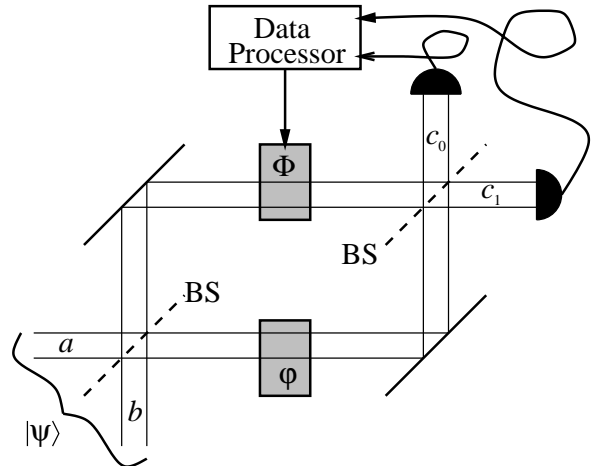 Data
Processor
Φ
c₀
c₁
BS
BS
a
φ
b
|ψ⟩